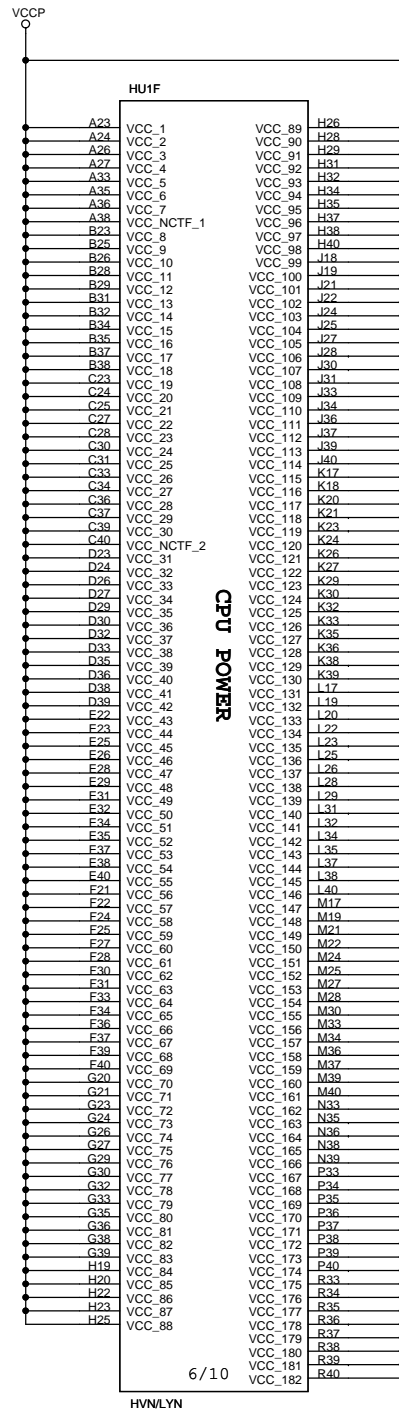 VCCP
HU1F
A23 VCC_1
A24 VCC_2
A26 VCC_3
A27 VCC_4
A33 VCC_5
A35 VCC_6
A36 VCC_7
A38 VCC_NCTF_1
B23 VCC_8
B25 VCC_9
B26 VCC_10
B28 VCC_11
B29 VCC_12
B31 VCC_13
B32 VCC_14
B34 VCC_15
B35 VCC_16
B37 VCC_17
B38 VCC_18
C23 VCC_19
C24 VCC_20
C25 VCC_21
C27 VCC_22
C28 VCC_23
C30 VCC_24
C31 VCC_25
C33 VCC_26
C34 VCC_27
C36 VCC_28
C37 VCC_29
C39 VCC_30
C40 VCC_NCTF_2
D23 VCC_31
D24 VCC_32
D26 VCC_33
D27 VCC_34
D29 VCC_35
D30 VCC_36
D32 VCC_37
D33 VCC_38
D35 VCC_39
D36 VCC_40
D38 VCC_41
D39 VCC_42
E22 VCC_43
E23 VCC_44
E25 VCC_45
E26 VCC_46
E28 VCC_47
E29 VCC_48
E31 VCC_49
E32 VCC_50
E34 VCC_51
E35 VCC_52
E37 VCC_53
E38 VCC_54
E40 VCC_55
F21 VCC_56
F22 VCC_57
F24 VCC_58
F25 VCC_59
F27 VCC_60
F28 VCC_61
F30 VCC_62
F31 VCC_63
F33 VCC_64
F34 VCC_65
F36 VCC_66
F37 VCC_67
F39 VCC_68
F40 VCC_69
G20 VCC_70
G21 VCC_71
G23 VCC_72
G24 VCC_73
G26 VCC_74
G27 VCC_75
G29 VCC_76
G30 VCC_77
G32 VCC_78
G33 VCC_79
G35 VCC_80
G36 VCC_81
G38 VCC_82
G39 VCC_83
H19 VCC_84
H20 VCC_85
H22 VCC_86
H23 VCC_87
H25 VCC_88
CPU POWER
VCC_89 H26
VCC_90 H28
VCC_91 H29
VCC_92 H31
VCC_93 H32
VCC_94 H34
VCC_95 H35
VCC_96 H37
VCC_97 H38
VCC_98 H40
VCC_99 J18
VCC_100 J19
VCC_101 J21
VCC_102 J22
VCC_103 J24
VCC_104 J25
VCC_105 J27
VCC_106 J28
VCC_107 J30
VCC_108 J31
VCC_109 J33
VCC_110 J34
VCC_111 J36
VCC_112 J37
VCC_113 J39
VCC_114 J40
VCC_115 K17
VCC_116 K18
VCC_117 K20
VCC_118 K21
VCC_119 K23
VCC_120 K24
VCC_121 K26
VCC_122 K27
VCC_123 K29
VCC_124 K30
VCC_125 K32
VCC_126 K33
VCC_127 K35
VCC_128 K36
VCC_129 K38
VCC_130 K39
VCC_131 L17
VCC_132 L19
VCC_133 L20
VCC_134 L22
VCC_135 L23
VCC_136 L25
VCC_137 L26
VCC_138 L28
VCC_139 L29
VCC_140 L31
VCC_141 L32
VCC_142 L34
VCC_143 L35
VCC_144 L37
VCC_145 L38
VCC_146 L40
VCC_147 M17
VCC_148 M19
VCC_149 M21
VCC_150 M22
VCC_151 M24
VCC_152 M25
VCC_153 M27
VCC_154 M28
VCC_155 M30
VCC_156 M33
VCC_157 M34
VCC_158 M36
VCC_159 M37
VCC_160 M39
VCC_161 M40
VCC_162 N33
VCC_163 N35
VCC_164 N36
VCC_165 N38
VCC_166 N39
VCC_167 P33
VCC_168 P34
VCC_169 P35
VCC_170 P36
VCC_171 P37
VCC_172 P38
VCC_173 P39
VCC_174 P40
VCC_175 R33
VCC_176 R34
VCC_177 R35
VCC_178 R36
VCC_179 R37
VCC_180 R38
VCC_181 R39
VCC_182 R40
6/10
HVN/LYN